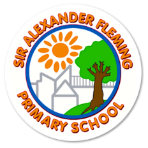 SIR ALEXANDER FLEMING
PRIMARY SCHOOL